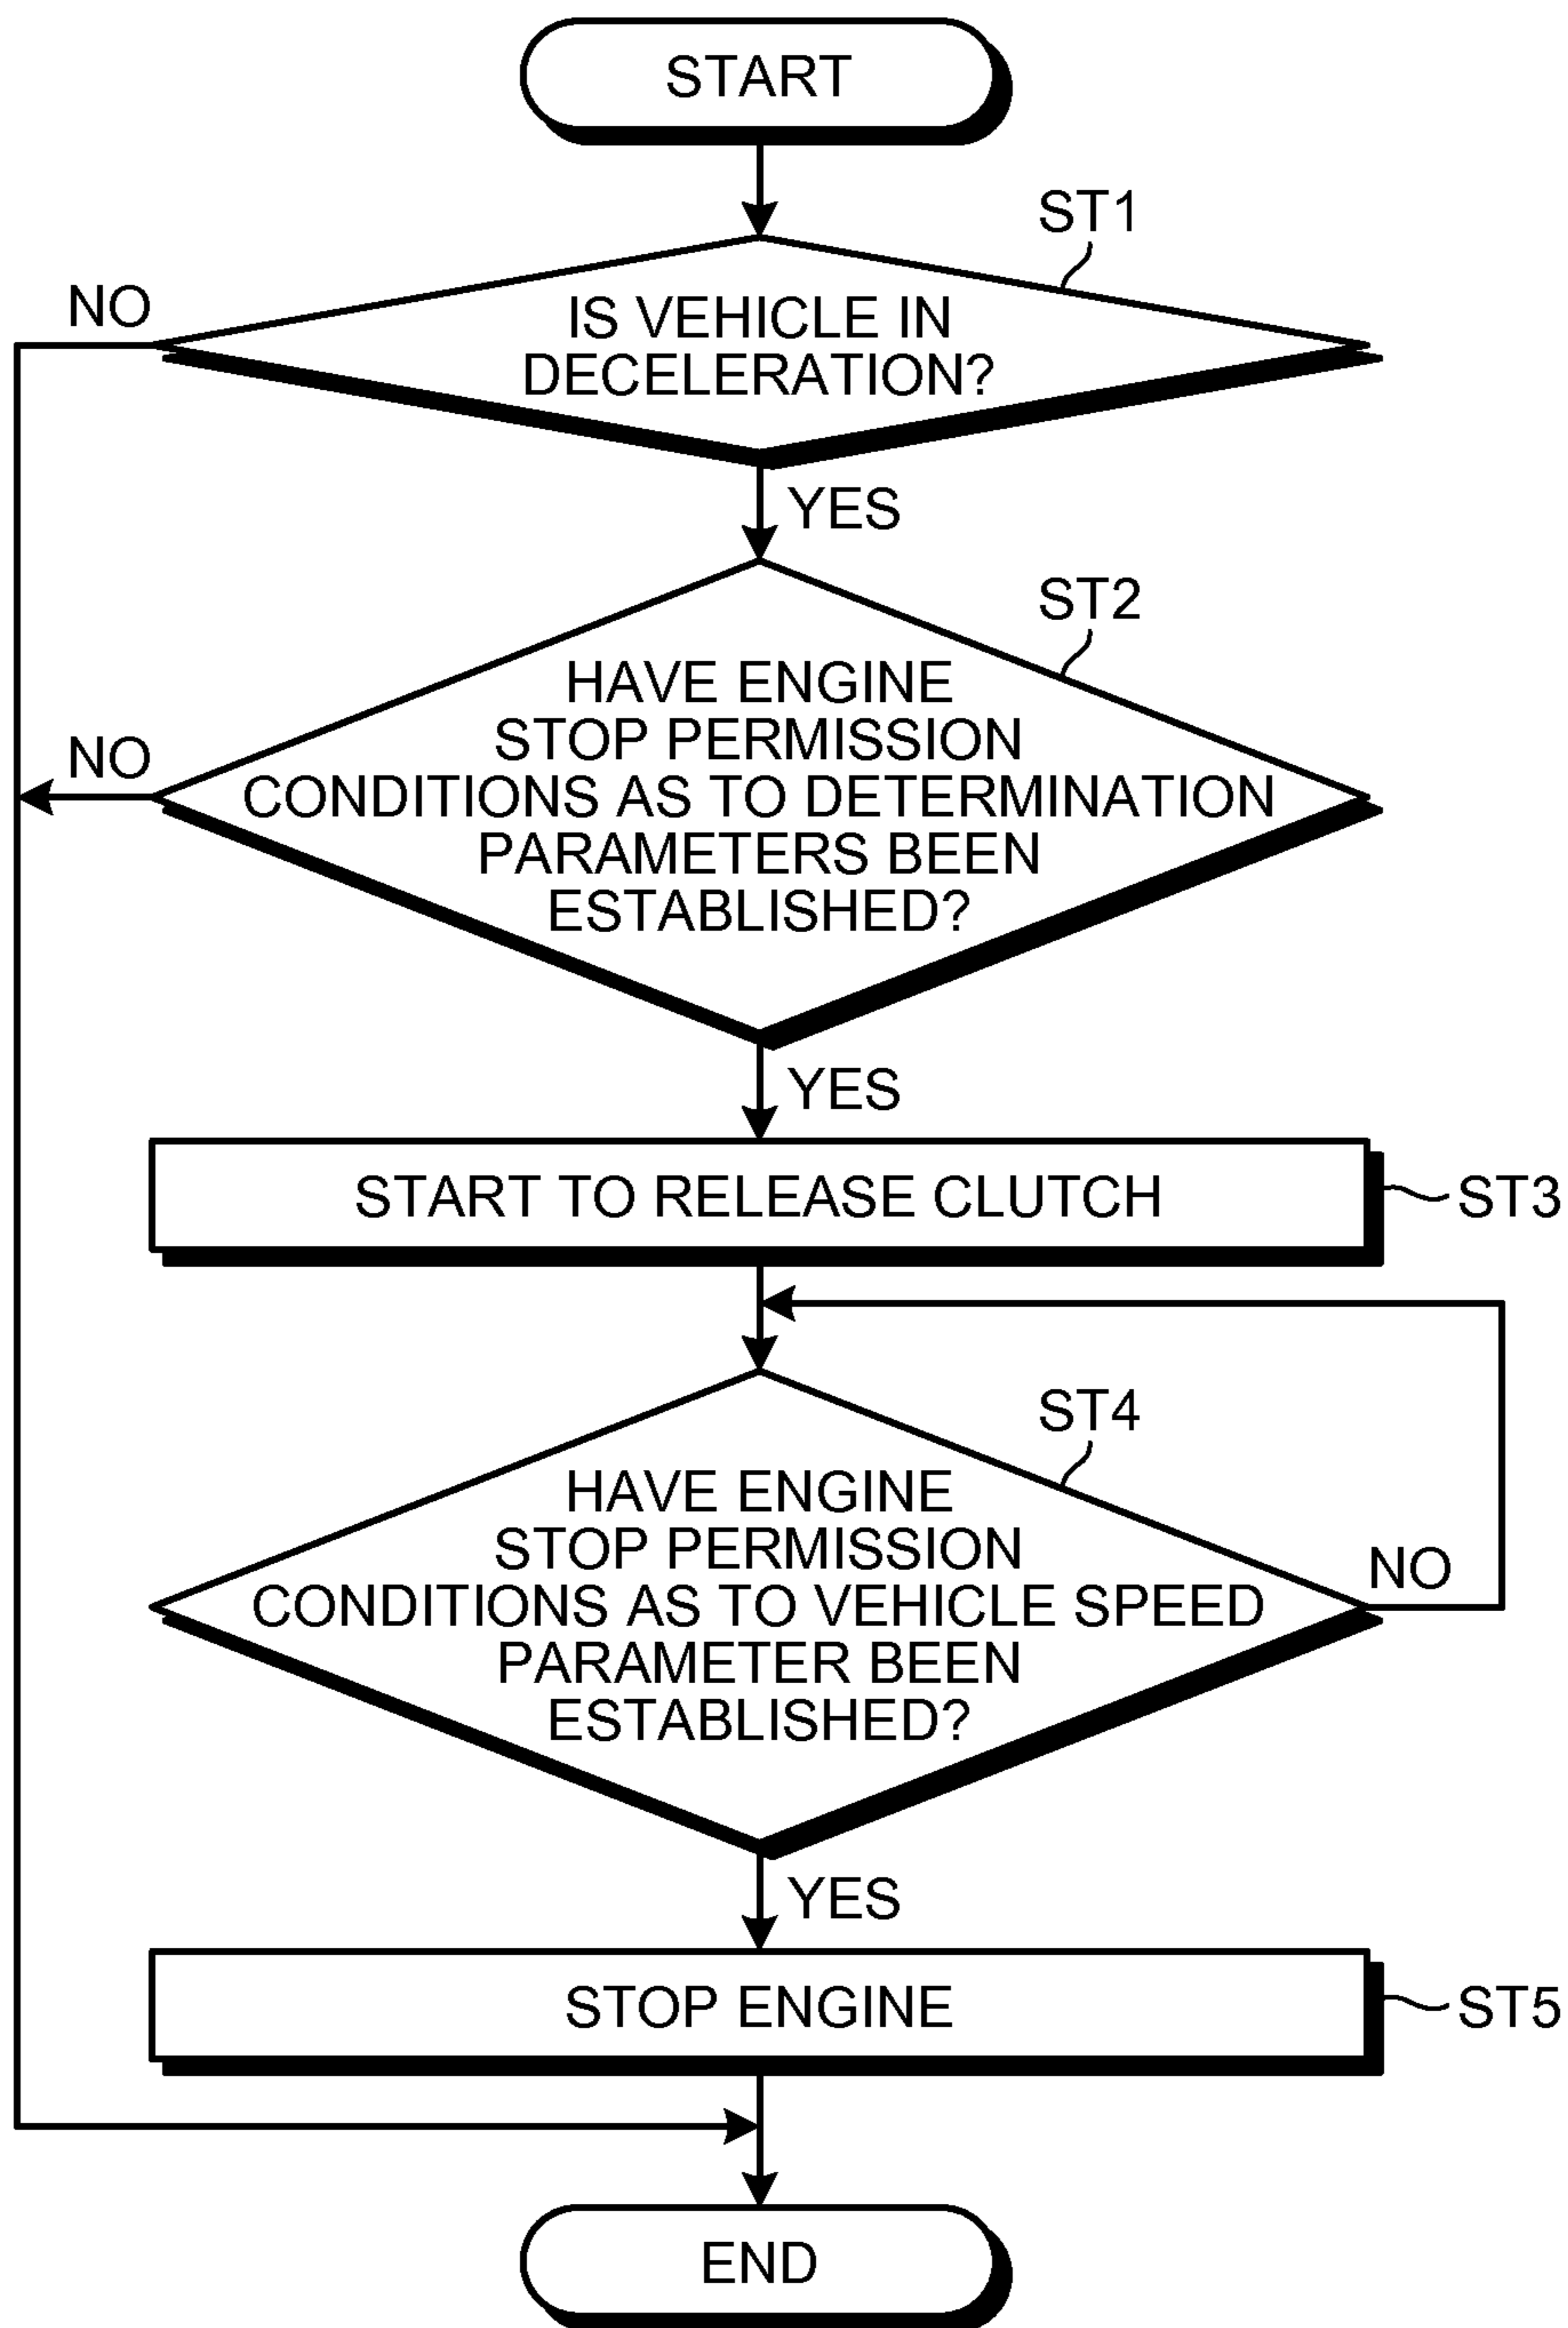 START
ST1
NO
IS VEHICLE IN
DECELERATION?
YES
ST2
HAVE ENGINE
STOP PERMISSION
NO
CONDITIONS AS TO DETERMINATION
PARAMETERS BEEN
ESTABLISHED?
YES
START TO RELEASE CLUTCH
ST3
ST4
HAVE ENGINE
STOP PERMISSION
NO
CONDITIONS AS TO VEHICLE SPEED
PARAMETER BEEN
ESTABLISHED?
YES
STOP ENGINE
ST5
END